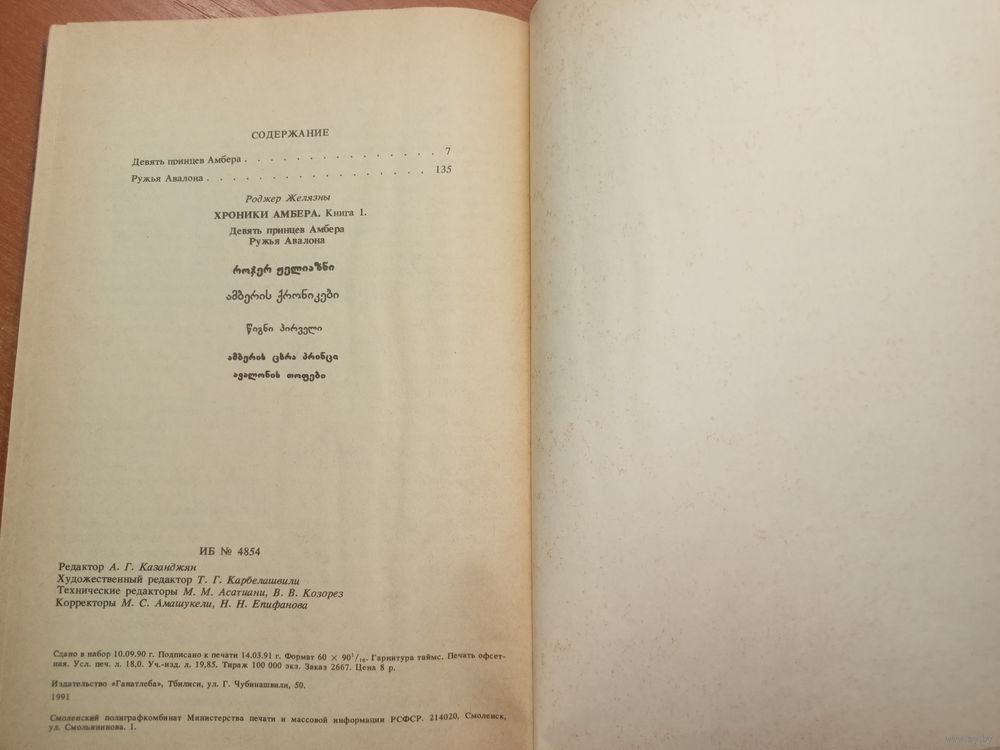 СОДЕРЖАНИЕ
Девять принцев Амбера . . . . . . . . . . . . . . . 7
Ружья Авалона . . . . . . . . . . . . . . . . . 135
Роджер Желязны
ХРОНИКИ АМБЕРА. Книга 1.
Девять принцев Амбера
Ружья Авалона
როჯერ ჟელიაზნი
ამბერის ქრონიკები
წიგნი პირველი
ამბერის ცხრა პრინცი
ავალონის თოფები
ИБ № 4854
Редактор А. Г. Казанджян
Художественный редактор Т. Г. Карбелашвили
Технические редакторы М. М. Асатиани, В. В. Козорез
Корректоры М. С. Амашукели, Н. Н. Епифанова
Сдано в набор 10.09.90 г. Подписано к печати 14.03.91 г. Формат 60 × 90¹/₁₆. Гарнитура таймс. Печать офсет-
ная. Усл. печ. л. 18,0. Уч.-изд. л. 19,85. Тираж 100 000 экз. Заказ 2667. Цена 8 р.
Издательство «Ганатлеба», Тбилиси, ул. Г. Чубинашвили, 50.
1991
Смоленский полиграфкомбинат Министерства печати и массовой информации РСФСР. 214020, Смоленск,
ул. Смольянинова. 1.